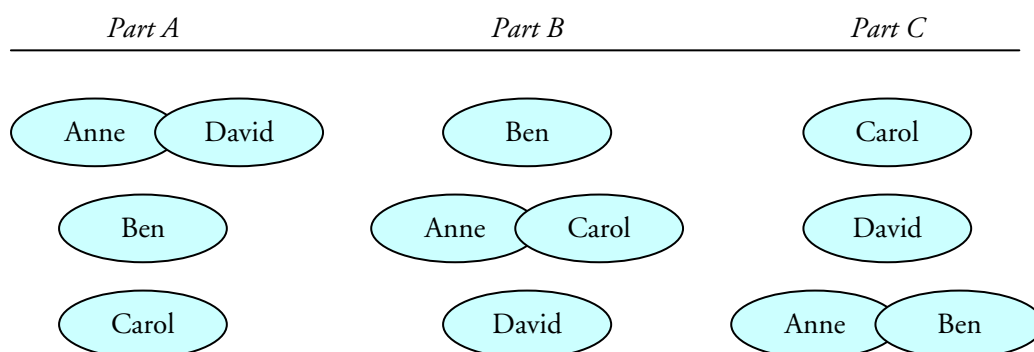 Part A Part B Part C
Anne David Ben Carol
Ben Anne Carol David
Carol David Anne Ben